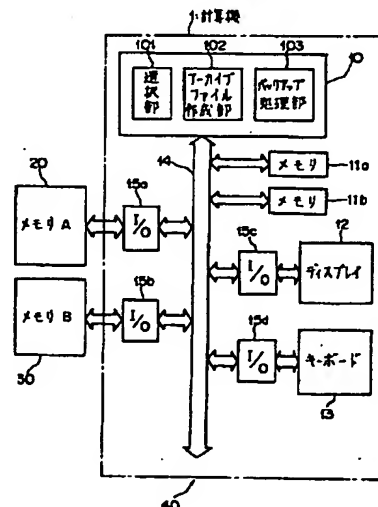 1:計算機
101
102
103
選択部
アーカイブ
ファイル
作成部
バックアップ
処理部
10
14
メモリ
11a
メモリ
11b
20
メモリ A
15a
I/O
15c
I/O
12
ディスプレイ
15b
I/O
メモリ B
30
15d
I/O
キーボード
13
40